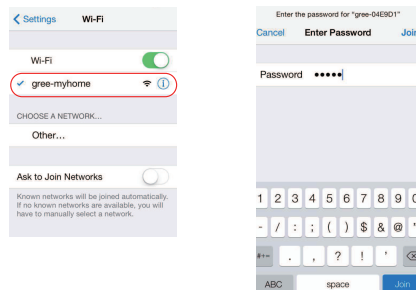 Settings
Wi-Fi
Wi-Fi
gree-myhome
CHOOSE A NETWORK...
Other...
Ask to Join Networks
Known networks will be joined automatically.
If no known networks are available, you will
have to manually select a network.
Enter the password for "gree-04E9D1"
Cancel Enter Password Join
Password •••••
1 2 3 4 5 6 7 8 9 0
- / : ; ( ) $ & @ "
#+= . , ? ! '
ABC space Join